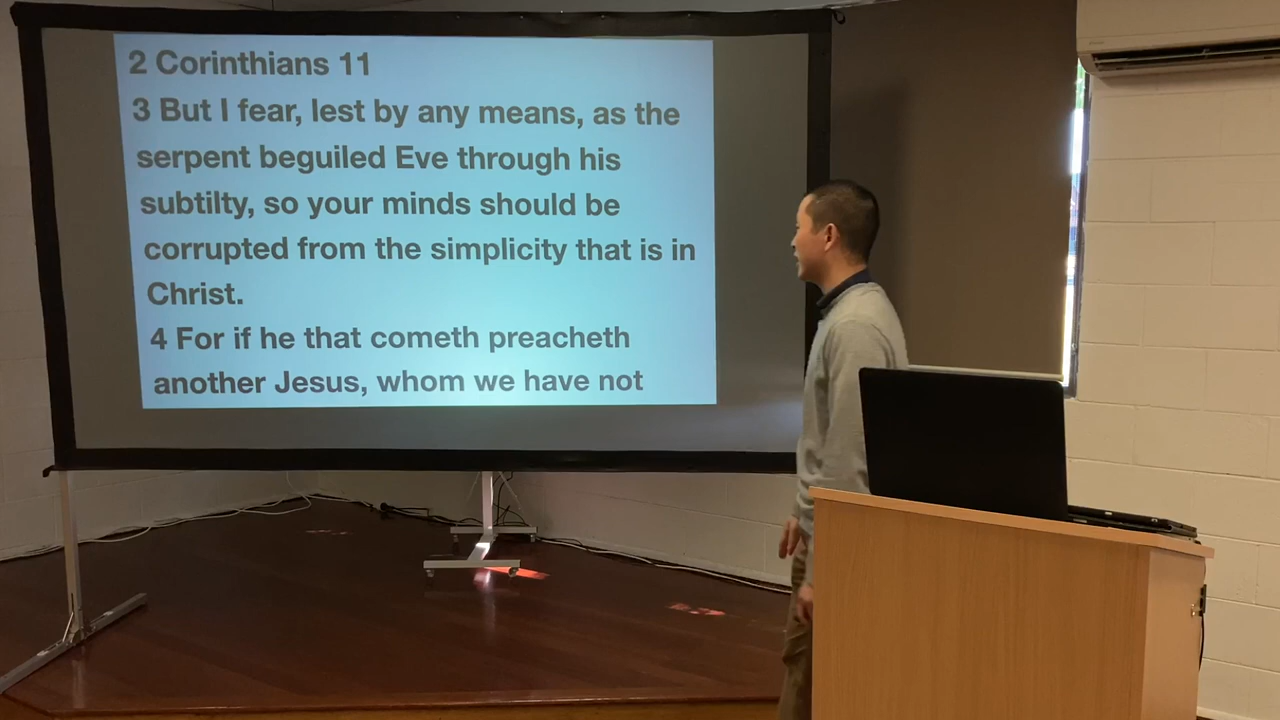 2 Corinthians 11
3 But I fear, lest by any means, as the
serpent beguiled Eve through his
subtilty, so your minds should be
corrupted from the simplicity that is in
Christ.
4 For if he that cometh preacheth
another Jesus, whom we have not